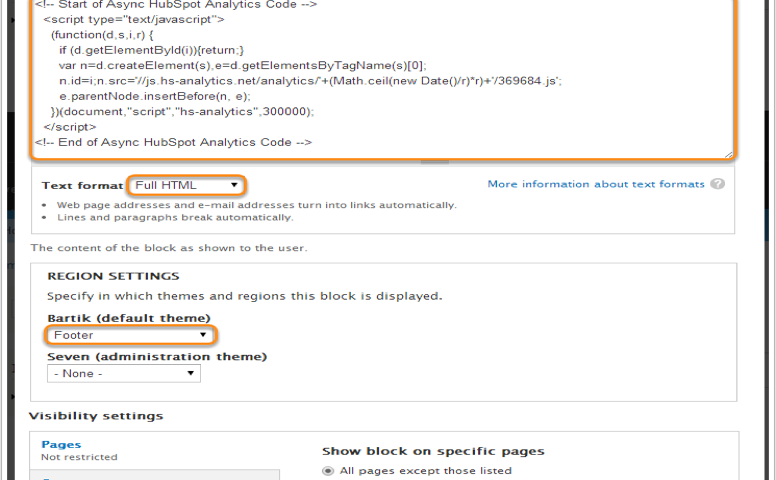 <!-- Start of Async HubSpot Analytics Code -->
<script type="text/javascript">
(function(d,s,i,r) {
if (d.getElementById(i)){return;}
var n=d.createElement(s),e=d.getElementsByTagName(s)[0];
n.id=i;n.src='//js.hs-analytics.net/analytics/'+(Math.ceil(new Date()/r)*r)+'/369684.js';
e.parentNode.insertBefore(n, e);
})(document,"script","hs-analytics",300000);
</script>
<!-- End of Async HubSpot Analytics Code -->
Text format Full HTML More information about text formats ?
• Web page addresses and e-mail addresses turn into links automatically.
• Lines and paragraphs break automatically.
The content of the block as shown to the user.
REGION SETTINGS
Specify in which themes and regions this block is displayed.
Bartik (default theme)
Footer
Seven (administration theme)
- None -
Visibility settings
Pages
Not restricted
Show block on specific pages
All pages except those listed